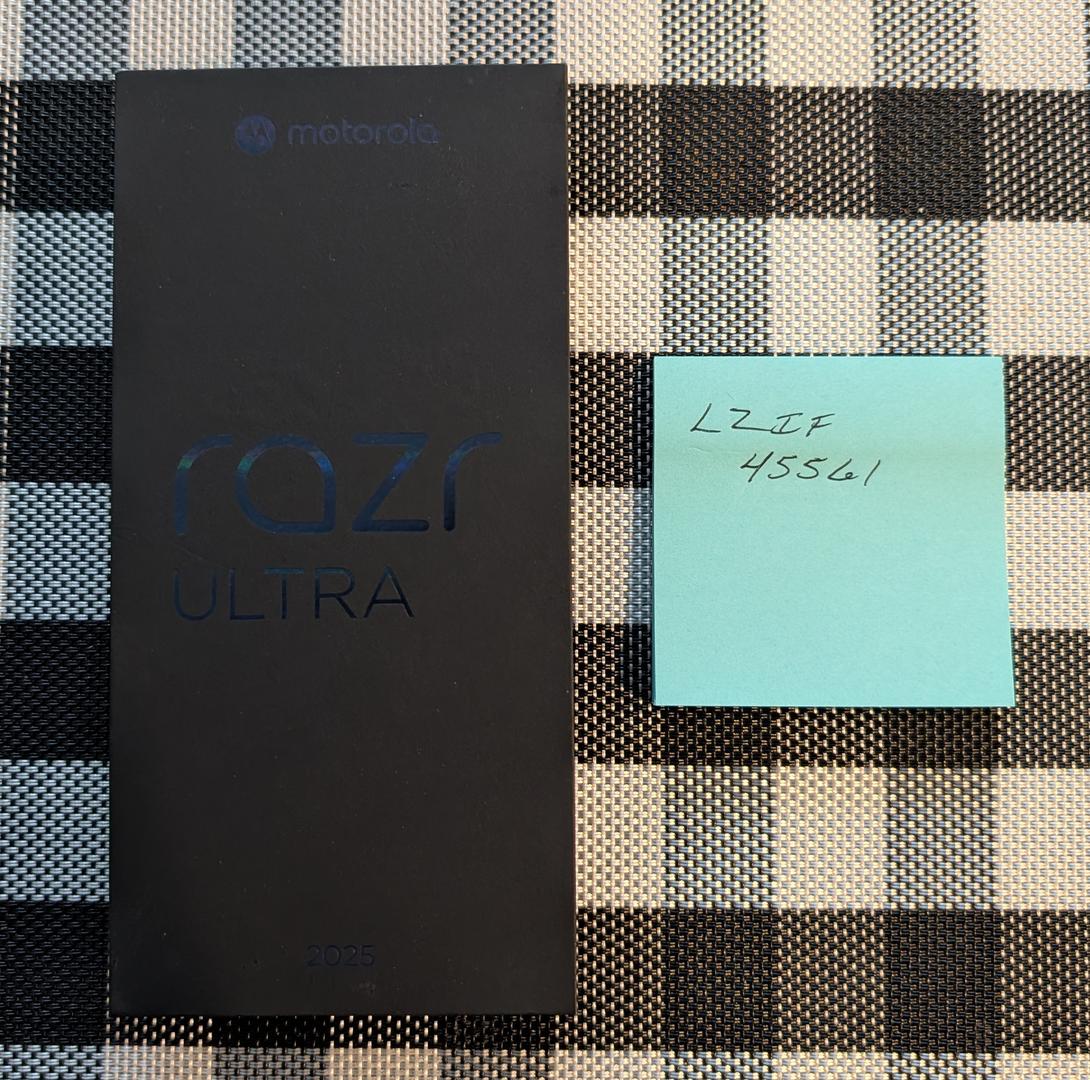 motorola
razr
ULTRA
2025
LZIF
45561